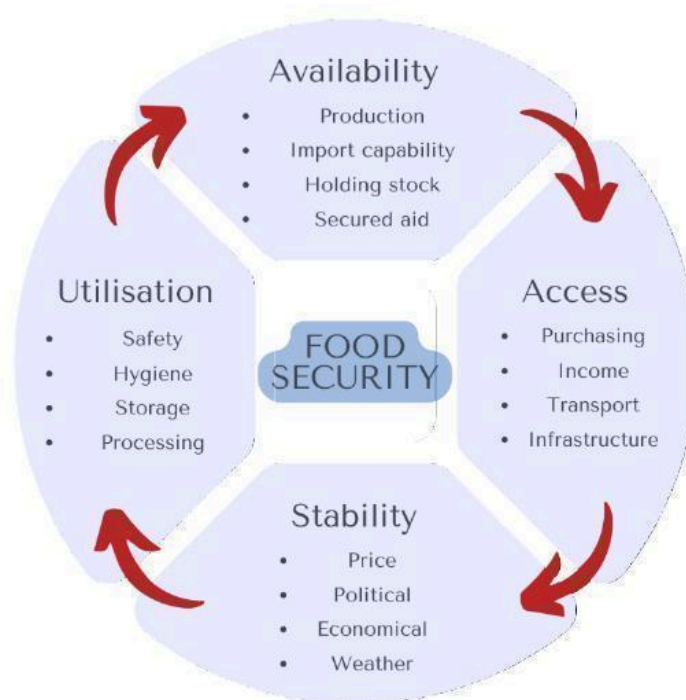 Availability
• Production
• Import capability
• Holding stock
• Secured aid
Access
• Purchasing
• Income
• Transport
• Infrastructure
Stability
• Price
• Political
• Economical
• Weather
Utilisation
• Safety
• Hygiene
• Storage
• Processing
FOOD
SECURITY